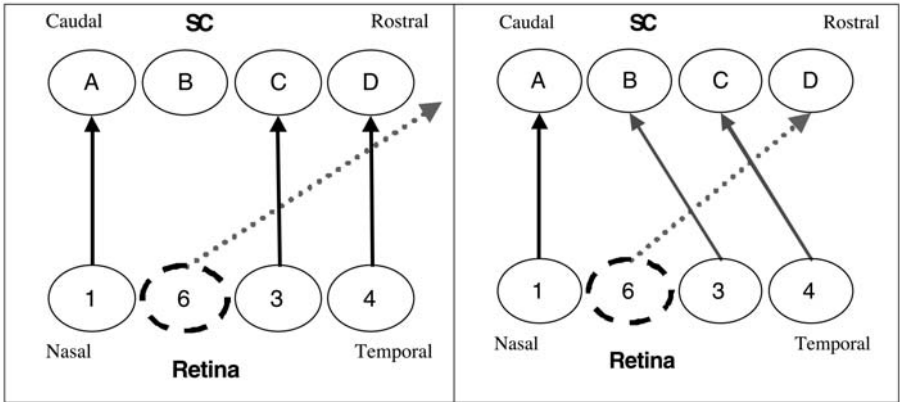 Caudal SC Rostral
A B C D
1 6 3 4
Nasal Temporal
Retina
Caudal SC Rostral
A B C D
1 6 3 4
Nasal Temporal
Retina